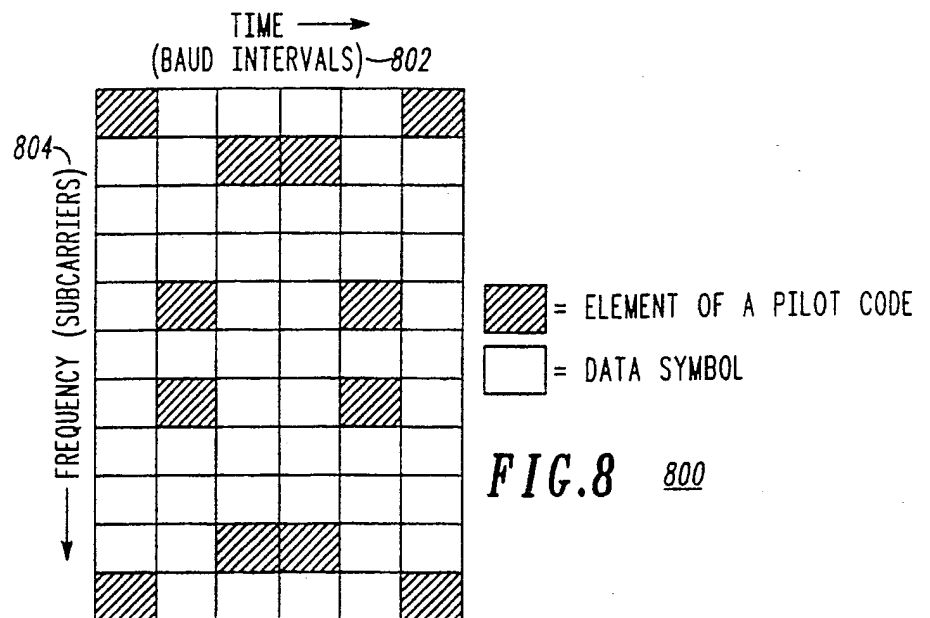 TIME
(BAUD INTERVALS) 802
804
FREQUENCY (SUBCARRIERS)
= ELEMENT OF A PILOT CODE
= DATA SYMBOL
FIG.8 800